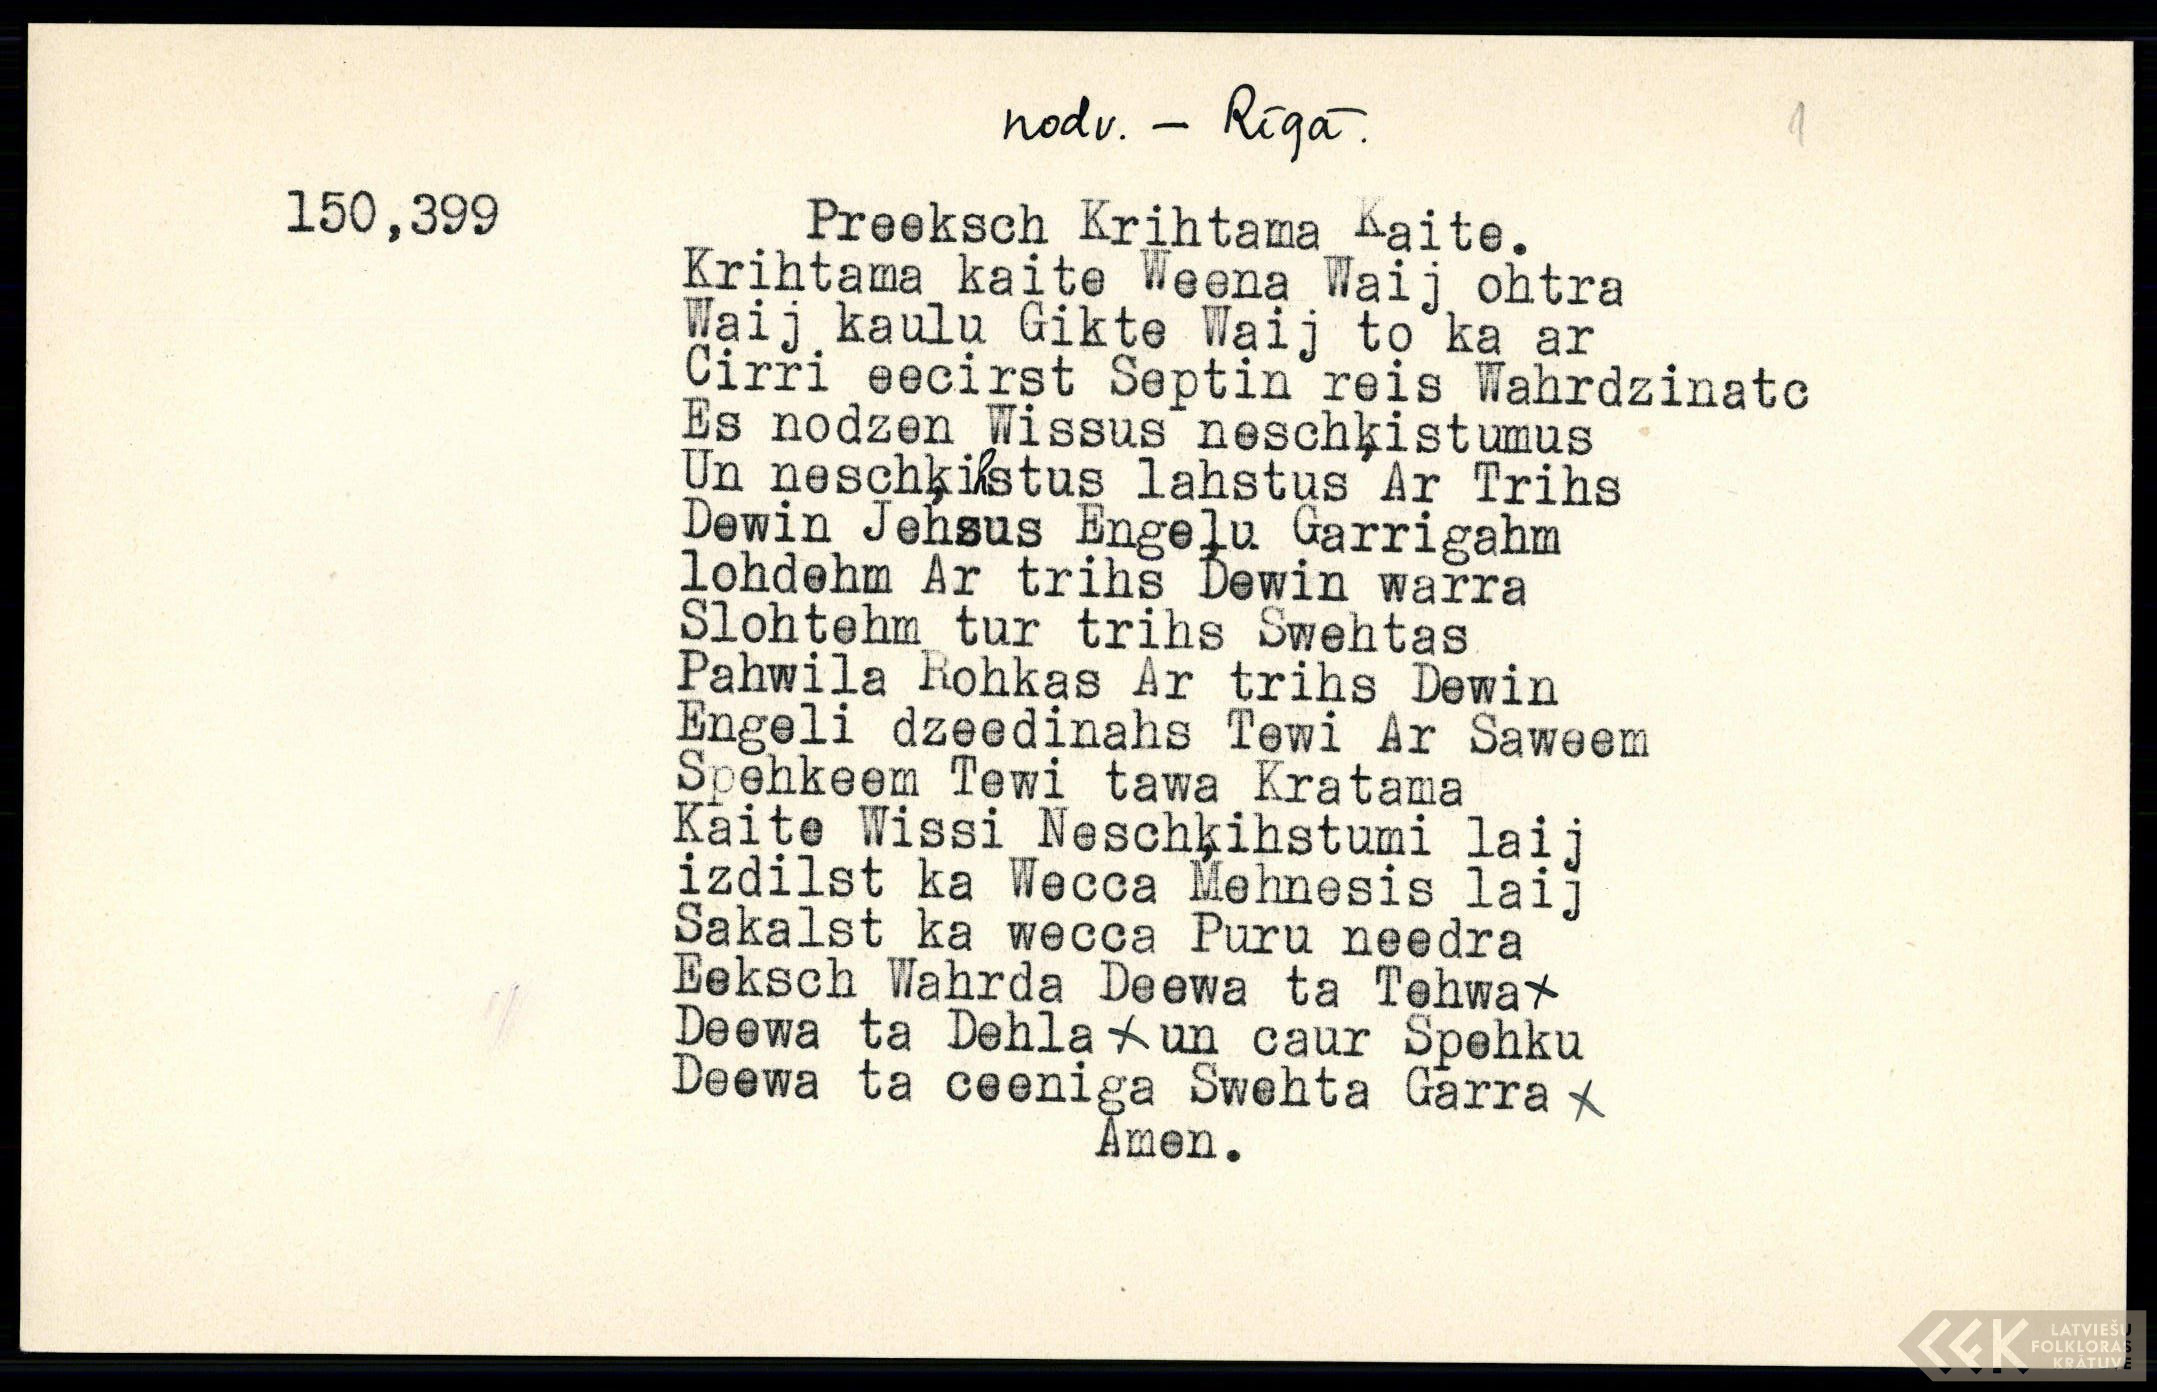 nodv. – Rīgā.
1
150,399
Preeksch Krihtama Kaite.
Krihtama kaite Weena Waij ohtra
Waij kaulu Gikte Waij to ka ar
Cirri eecirst Septin reis Wahrdzinatc
Es nodzen Wissus neschķistumus
Un neschķihstus lahstus Ar Trihs
Dewin Jehsus Engeļu Garrigahm
lohdehm Ar trihs Dewin warra
Slohtehm tur trihs Swehtas
Pahwila Rohkas Ar trihs Dewin
Engeli dzeedinahs Tewi Ar Saweem
Spehkeem Tewi tawa Kratama
Kaite Wissi Neschķihstumi laij
izdilst ka Wecca Mehnesis laij
Sakalst ka wecca Puru needra
Eeksch Wahrda Deewa ta Tehwa x
Deewa ta Dehla x un caur Spehku
Deewa ta ceeniga Swehta Garra x
Amen.
LATVIEŠU
FOLKLORAS
KRĀTUVE